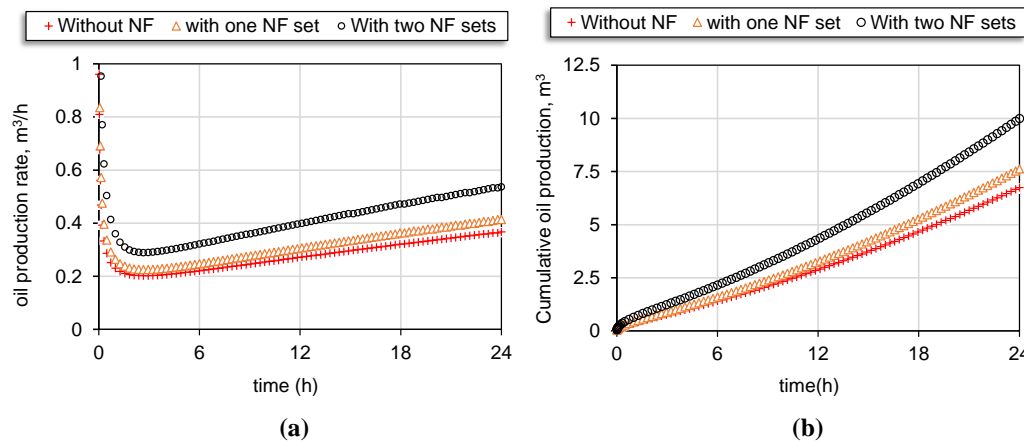 Without NF with one NF set With two NF sets
1
0.8
0.6
0.4
0.2
0
0 6 12 18 24
oil production rate, m³/h
time (h)
(a)
Without NF with one NF set With two NF sets
12.5
10
7.5
5
2.5
0
0 6 12 18 24
Cumulative oil production, m³
time(h)
(b)